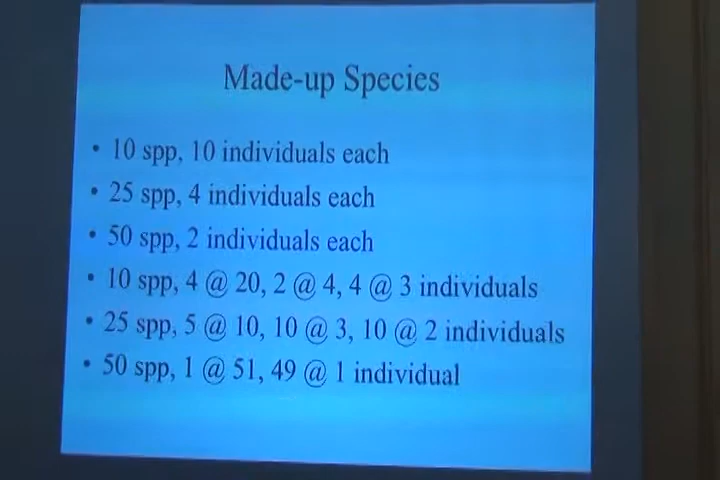 Made-up Species
• 10 spp, 10 individuals each
• 25 spp, 4 individuals each
• 50 spp, 2 individuals each
• 10 spp, 4 @ 20, 2 @ 4, 4 @ 3 individuals
• 25 spp, 5 @ 10, 10 @ 3, 10 @ 2 individuals
• 50 spp, 1 @ 51, 49 @ 1 individual